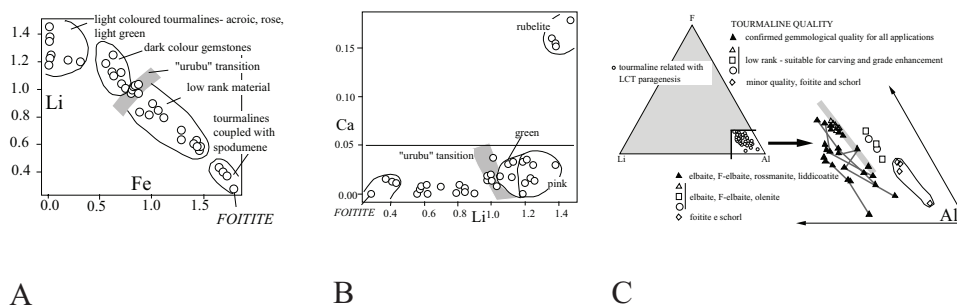 A
light coloured tourmalines- acroic, rose,
light green
dark colour gemstones
"urubu" transition
low rank material
tourmalines
coupled with
spodumene
1.4
1.2
1.0
0.8
0.6
0.4
Li
0.0
0.5
1.0
1.5
Fe
FOITITE
B
rubelite
0.15
0.10
Ca
0.05
0.00
green
"urubu" tansition
pink
FOITITE
0.4
0.6
0.8
Li
1.0
1.2
1.4
C
F
TOURMALINE QUALITY
confirmed gemmological quality for all applications
low rank - suitable for carving and grade enhancement
minor quality, foitite and schorl
tourmaline related with
LCT paragenesis
Li
Al
elbaite, F-elbaite, rossmanite, liddicoatite
elbaite, F-elbaite, olenite
foitite e schorl
Al
A
B
C